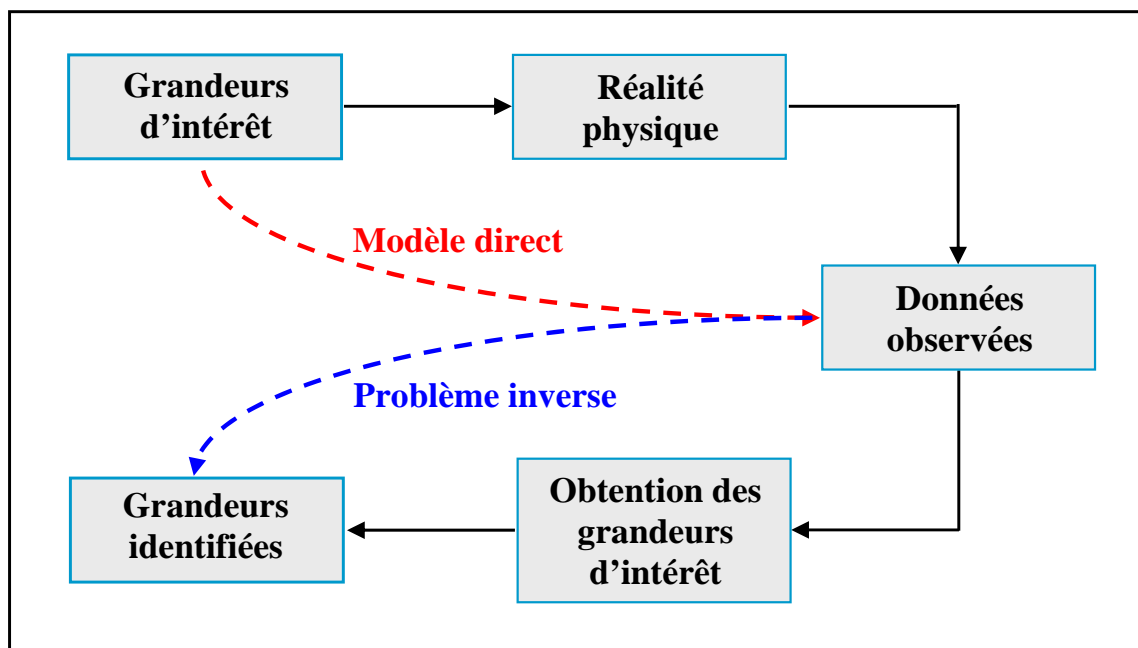 Grandeurs
d’intérêt
Réalité
physique
Modèle direct
Données
observées
Problème inverse
Grandeurs
identifiées
Obtention des
grandeurs
d’intérêt